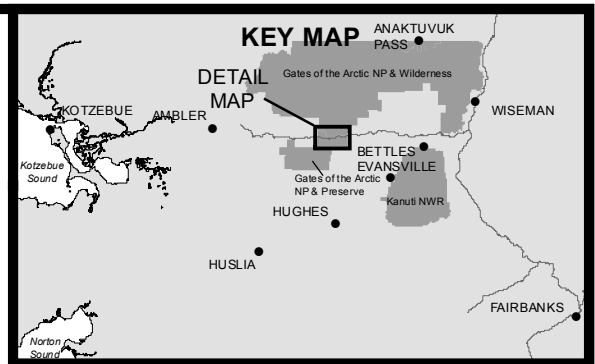 KEY MAP
ANAKTUVUK
PASS
DETAIL
MAP
Gates of the Arctic NP & Wilderness
KOTZEBUE
AMBLER
WISEMAN
Kotzebue
Sound
BETTLES
EVANSVILLE
Gates of the Arctic
NP & Preserve
Kanuti NWR
HUGHES
HUSLIA
FAIRBANKS
Norton
Sound